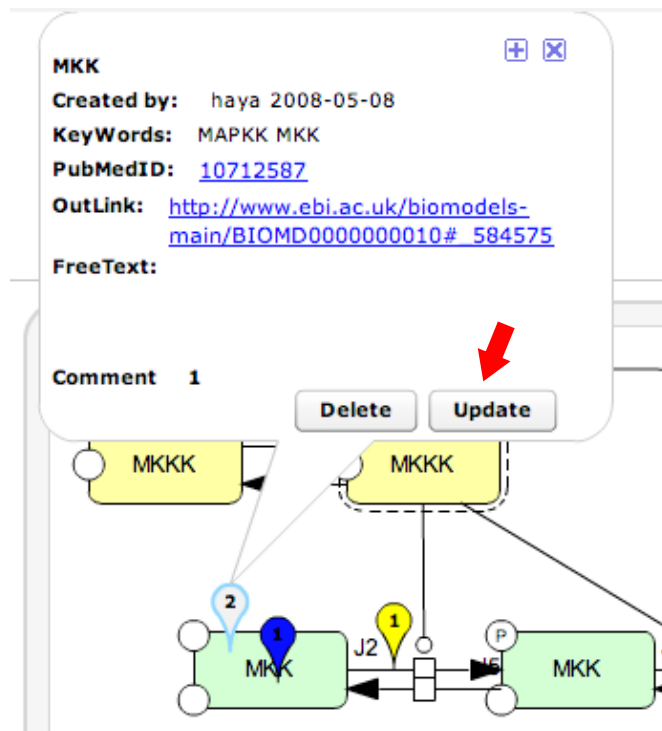 MKK
Created by: haya 2008-05-08
KeyWords: MAPKK MKK
PubMedID: 10712587
OutLink: http://www.ebi.ac.uk/biomodels-
main/BIOMD0000000010#_584575
FreeText:
Comment 1
Delete Update
MKKK MKKK
2
1 1
P
J2
MKK MKK